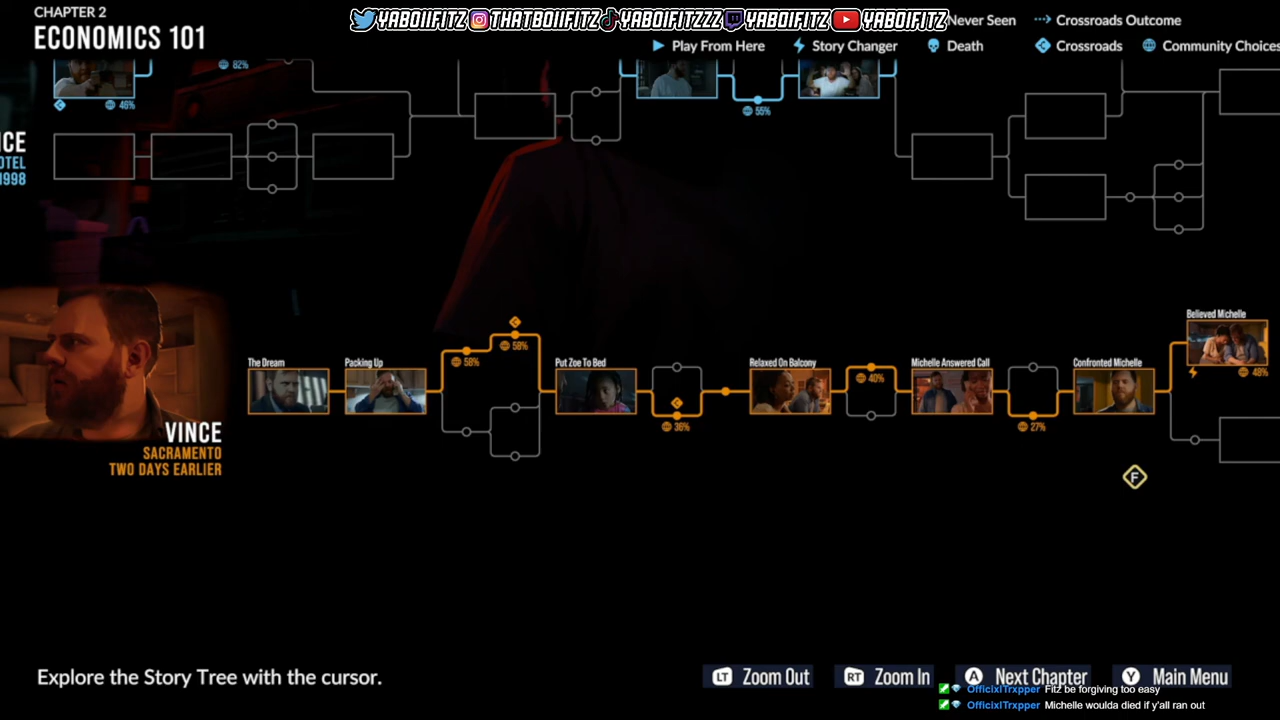 CHAPTER 2
ECONOMICS 101
YABOIIFITZ THATBOIIFITZ YABOIFITZZZ YABOIFITZ YABOIFITZ
Never Seen
Crossroads Outcome
Play From Here
Story Changer
Death
Crossroads
Community Choices
82%
46%
55%
NCE
OTEL
1998
Believed Michelle
48%
58%
58%
The Dream
Packing Up
Put Zoe To Bed
Relaxed On Balcony
Michelle Answered Call
Confronted Michelle
40%
36%
27%
VINCE
SACRAMENTO
TWO DAYS EARLIER
F
Explore the Story Tree with the cursor.
LT Zoom Out
RT Zoom In
A Next Chapter
Y Main Menu
OfficixlTrxpper Fitz be forgiving too easy
OfficixlTrxpper Michelle woulda died if y'all ran out